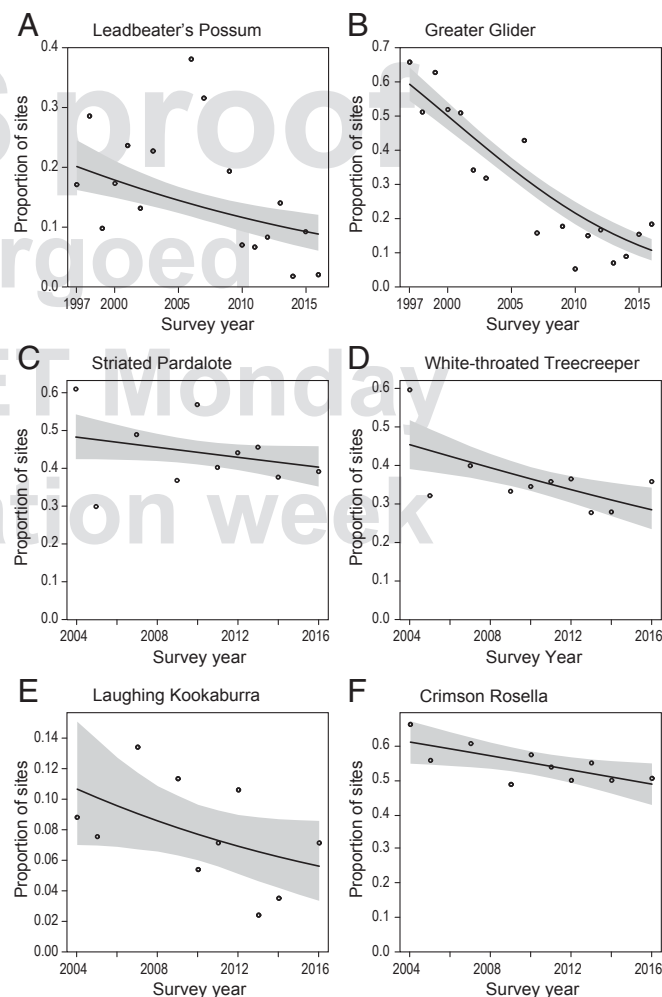 A Leadbeater's Possum
B Greater Glider
Proportion of sites
0.4
0.3
0.2
0.1
0.0
1997 2000 2005 2010 2015
Survey year
Proportion of sites
0.7
0.6
0.5
0.4
0.3
0.2
0.1
0.0
1997 2000 2005 2010 2015
Survey year
C Striated Pardalote
D White-throated Treecreeper
Proportion of sites
0.6
0.5
0.4
0.3
0.2
0.1
0.0
2004 2008 2012 2016
Survey year
Proportion of sites
0.6
0.5
0.4
0.3
0.2
0.1
0.0
2004 2008 2012 2016
Survey Year
E Laughing Kookaburra
F Crimson Rosella
Proportion of sites
0.14
0.12
0.10
0.08
0.06
0.04
0.02
0.00
2004 2008 2012 2016
Survey year
Proportion of sites
0.6
0.5
0.4
0.3
0.2
0.1
0.0
2004 2008 2012 2016
Survey year
S proof
rgoed
ET Monday
ation week